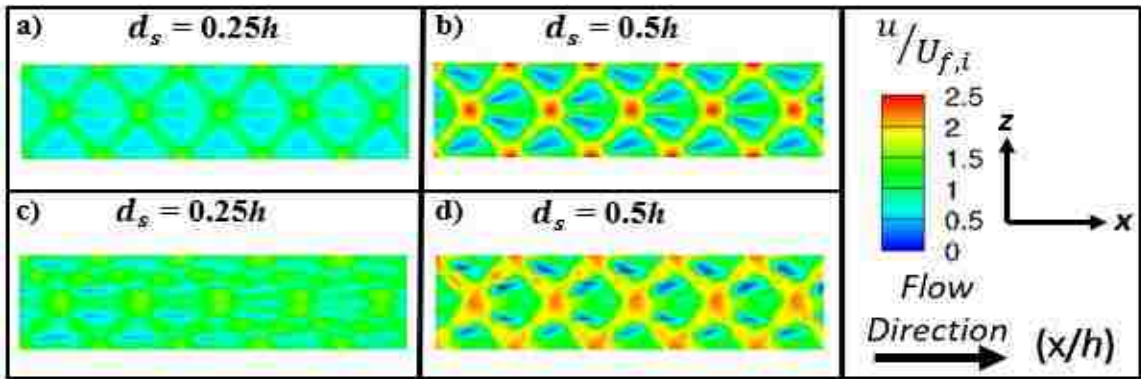 a) d_s = 0.25h
b) d_s = 0.5h
c) d_s = 0.25h
d) d_s = 0.5h
u/U_{f,i}
2.5
2
1.5
1
0.5
0
z
x
Flow
Direction
(x/h)